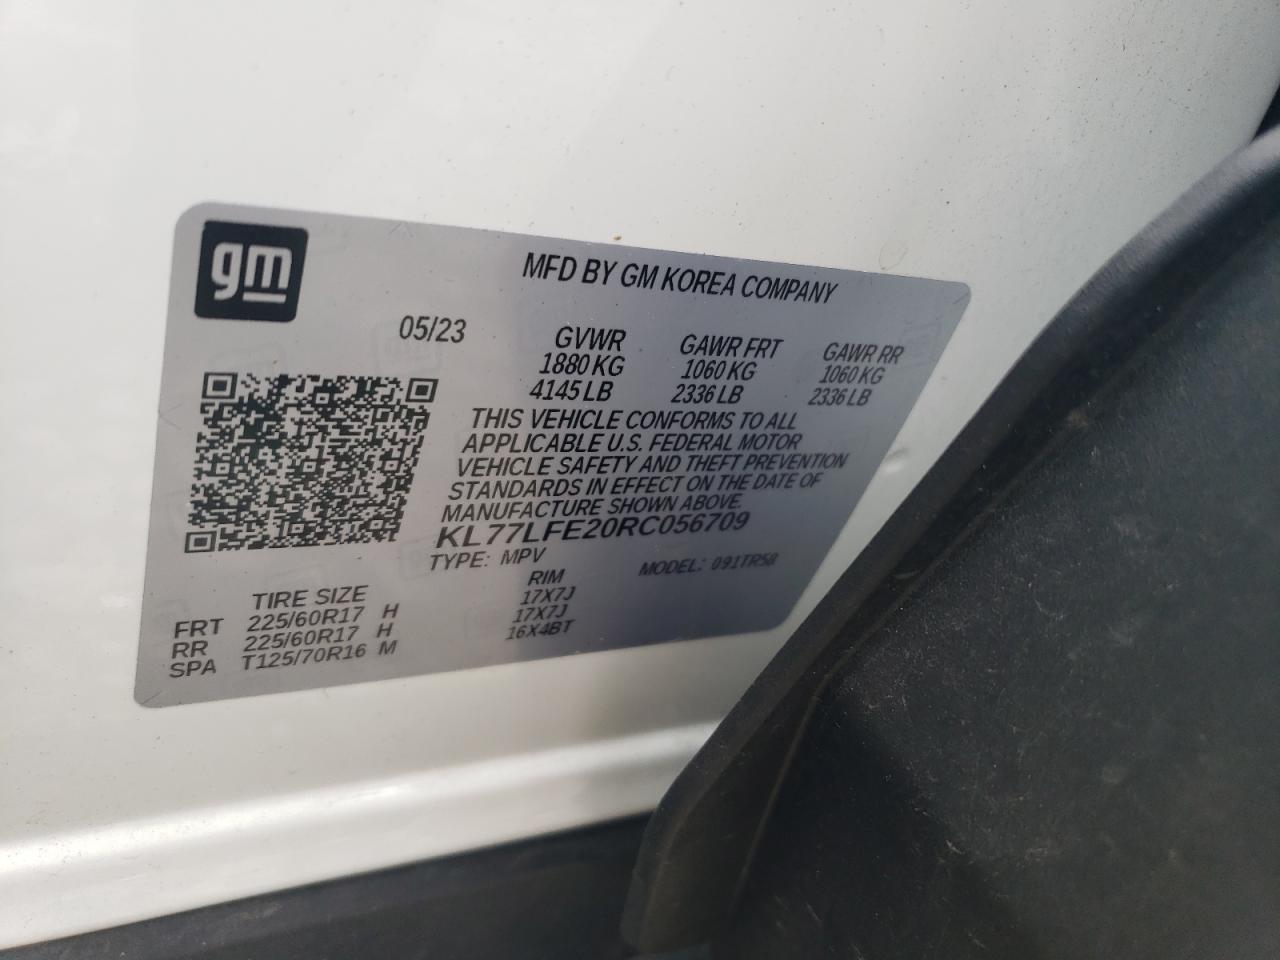 gm
MFD BY GM KOREA COMPANY
05/23 GVWR GAWR FRT GAWR RR
1880 KG 1060 KG 1060 KG
4145 LB 2336 LB 2336 LB
THIS VEHICLE CONFORMS TO ALL
APPLICABLE U.S. FEDERAL MOTOR
VEHICLE SAFETY AND THEFT PREVENTION
STANDARDS IN EFFECT ON THE DATE OF
MANUFACTURE SHOWN ABOVE.
KL77LFE20RC056709
TYPE: MPV MODEL: 091TR58
TIRE SIZE RIM
FRT 225/60R17 H 17X7J
RR 225/60R17 H 17X7J
SPA T125/70R16 M 16X4BT